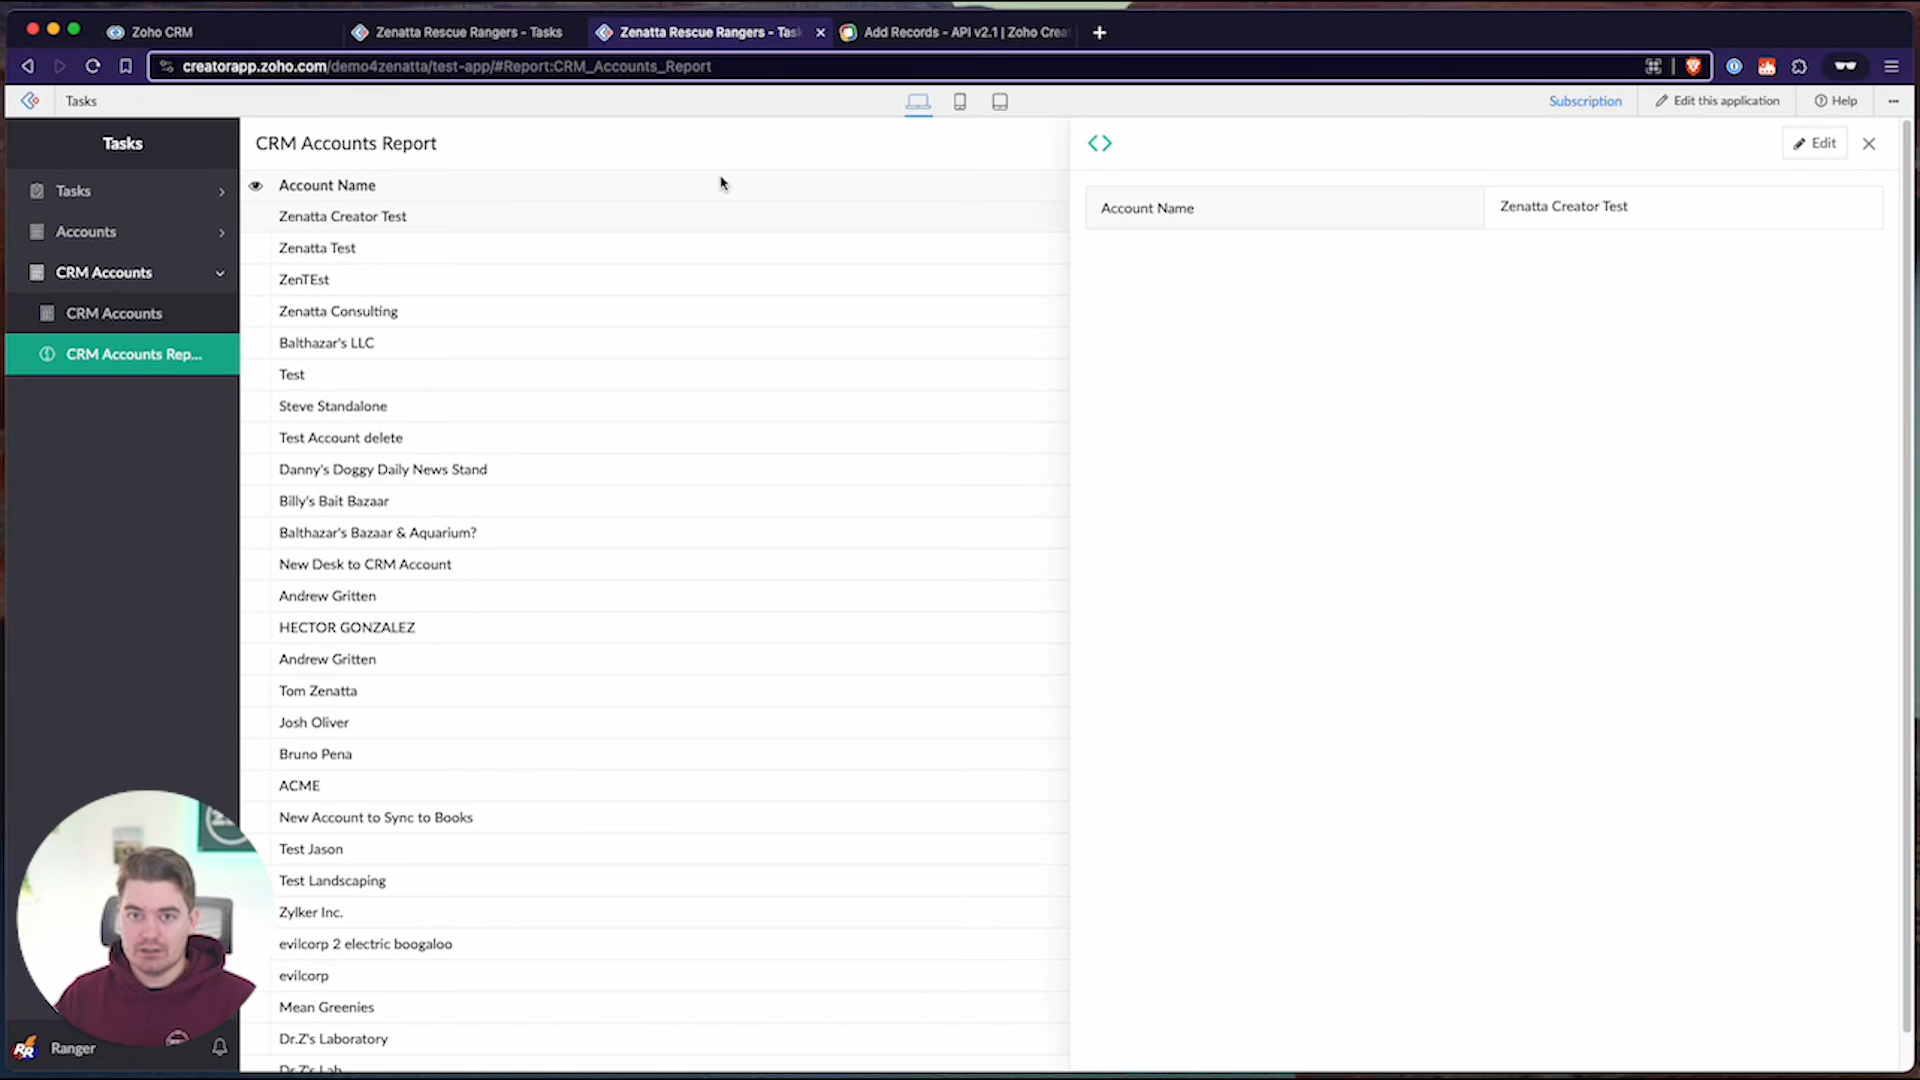 Zoho CRM
Zenatta Rescue Rangers - Tasks
Zenatta Rescue Rangers - Task
Add Records - API v2.1 | Zoho Crea
creatorapp.zoho.com/demo4zenatta/test-app/#Report:CRM_Accounts_Report
Tasks
Subscription
Edit this application
Help
Tasks
Tasks
Accounts
CRM Accounts
CRM Accounts
CRM Accounts Rep...
Ranger
CRM Accounts Report
Account Name
Zenatta Creator Test
Zenatta Test
ZenTEst
Zenatta Consulting
Balthazar's LLC
Test
Steve Standalone
Test Account delete
Danny's Doggy Daily News Stand
Billy's Bait Bazaar
Balthazar's Bazaar & Aquarium?
New Desk to CRM Account
Andrew Gritten
HECTOR GONZALEZ
Andrew Gritten
Tom Zenatta
Josh Oliver
Bruno Pena
ACME
New Account to Sync to Books
Test Jason
Test Landscaping
Zylker Inc.
evilcorp 2 electric boogaloo
evilcorp
Mean Greenies
Dr.Z's Laboratory
Dr.Z's Lab
Edit
Account Name
Zenatta Creator Test